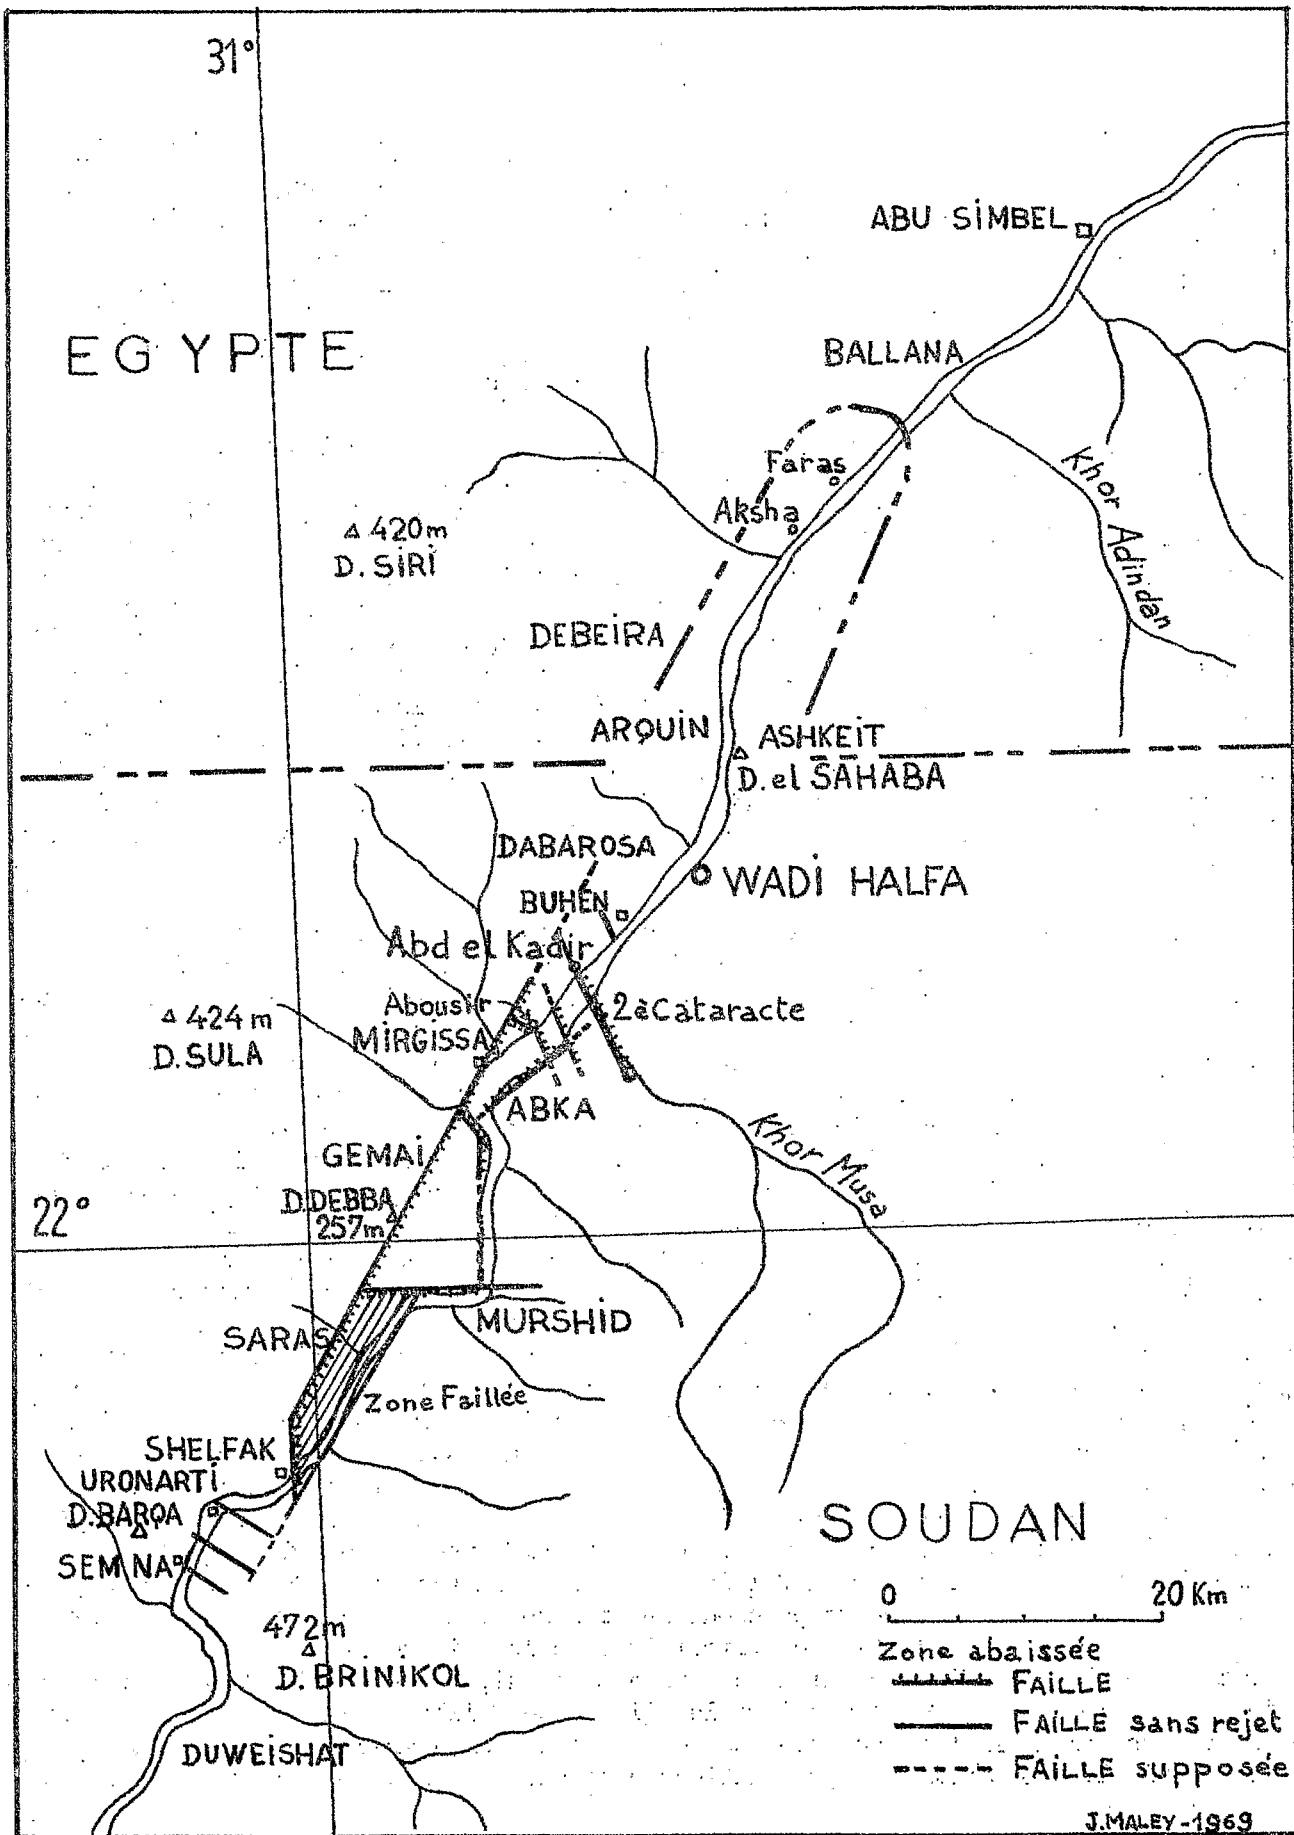 31°
ABU SIMBEL
EGYPTE
BALLANA
Faras
Khor Adindan
Aksha
420m
D. SIRI
DEBEIRA
ARQUIN
ASHKEIT
D. el SAHABA
DABAROSA
WADI HALFA
BUHEN
Abd el Kadir
Abousir
2è Cataracte
424m
MIRGISSA
D. SULA
ABKA
Khor Musa
GEMAI
D. DEBBA
22°
257m
MURSHID
SARAS
Zone Faillée
SHELFAK
URONARTI
D. BARQA
SOUDAN
SEMNA
0 20 Km
472m
Zone abaissée
D. BRINIKOL
FAILLE
FAILLE sans rejet
DUWEISHAT
FAILLE supposée
J. MALEY-1969